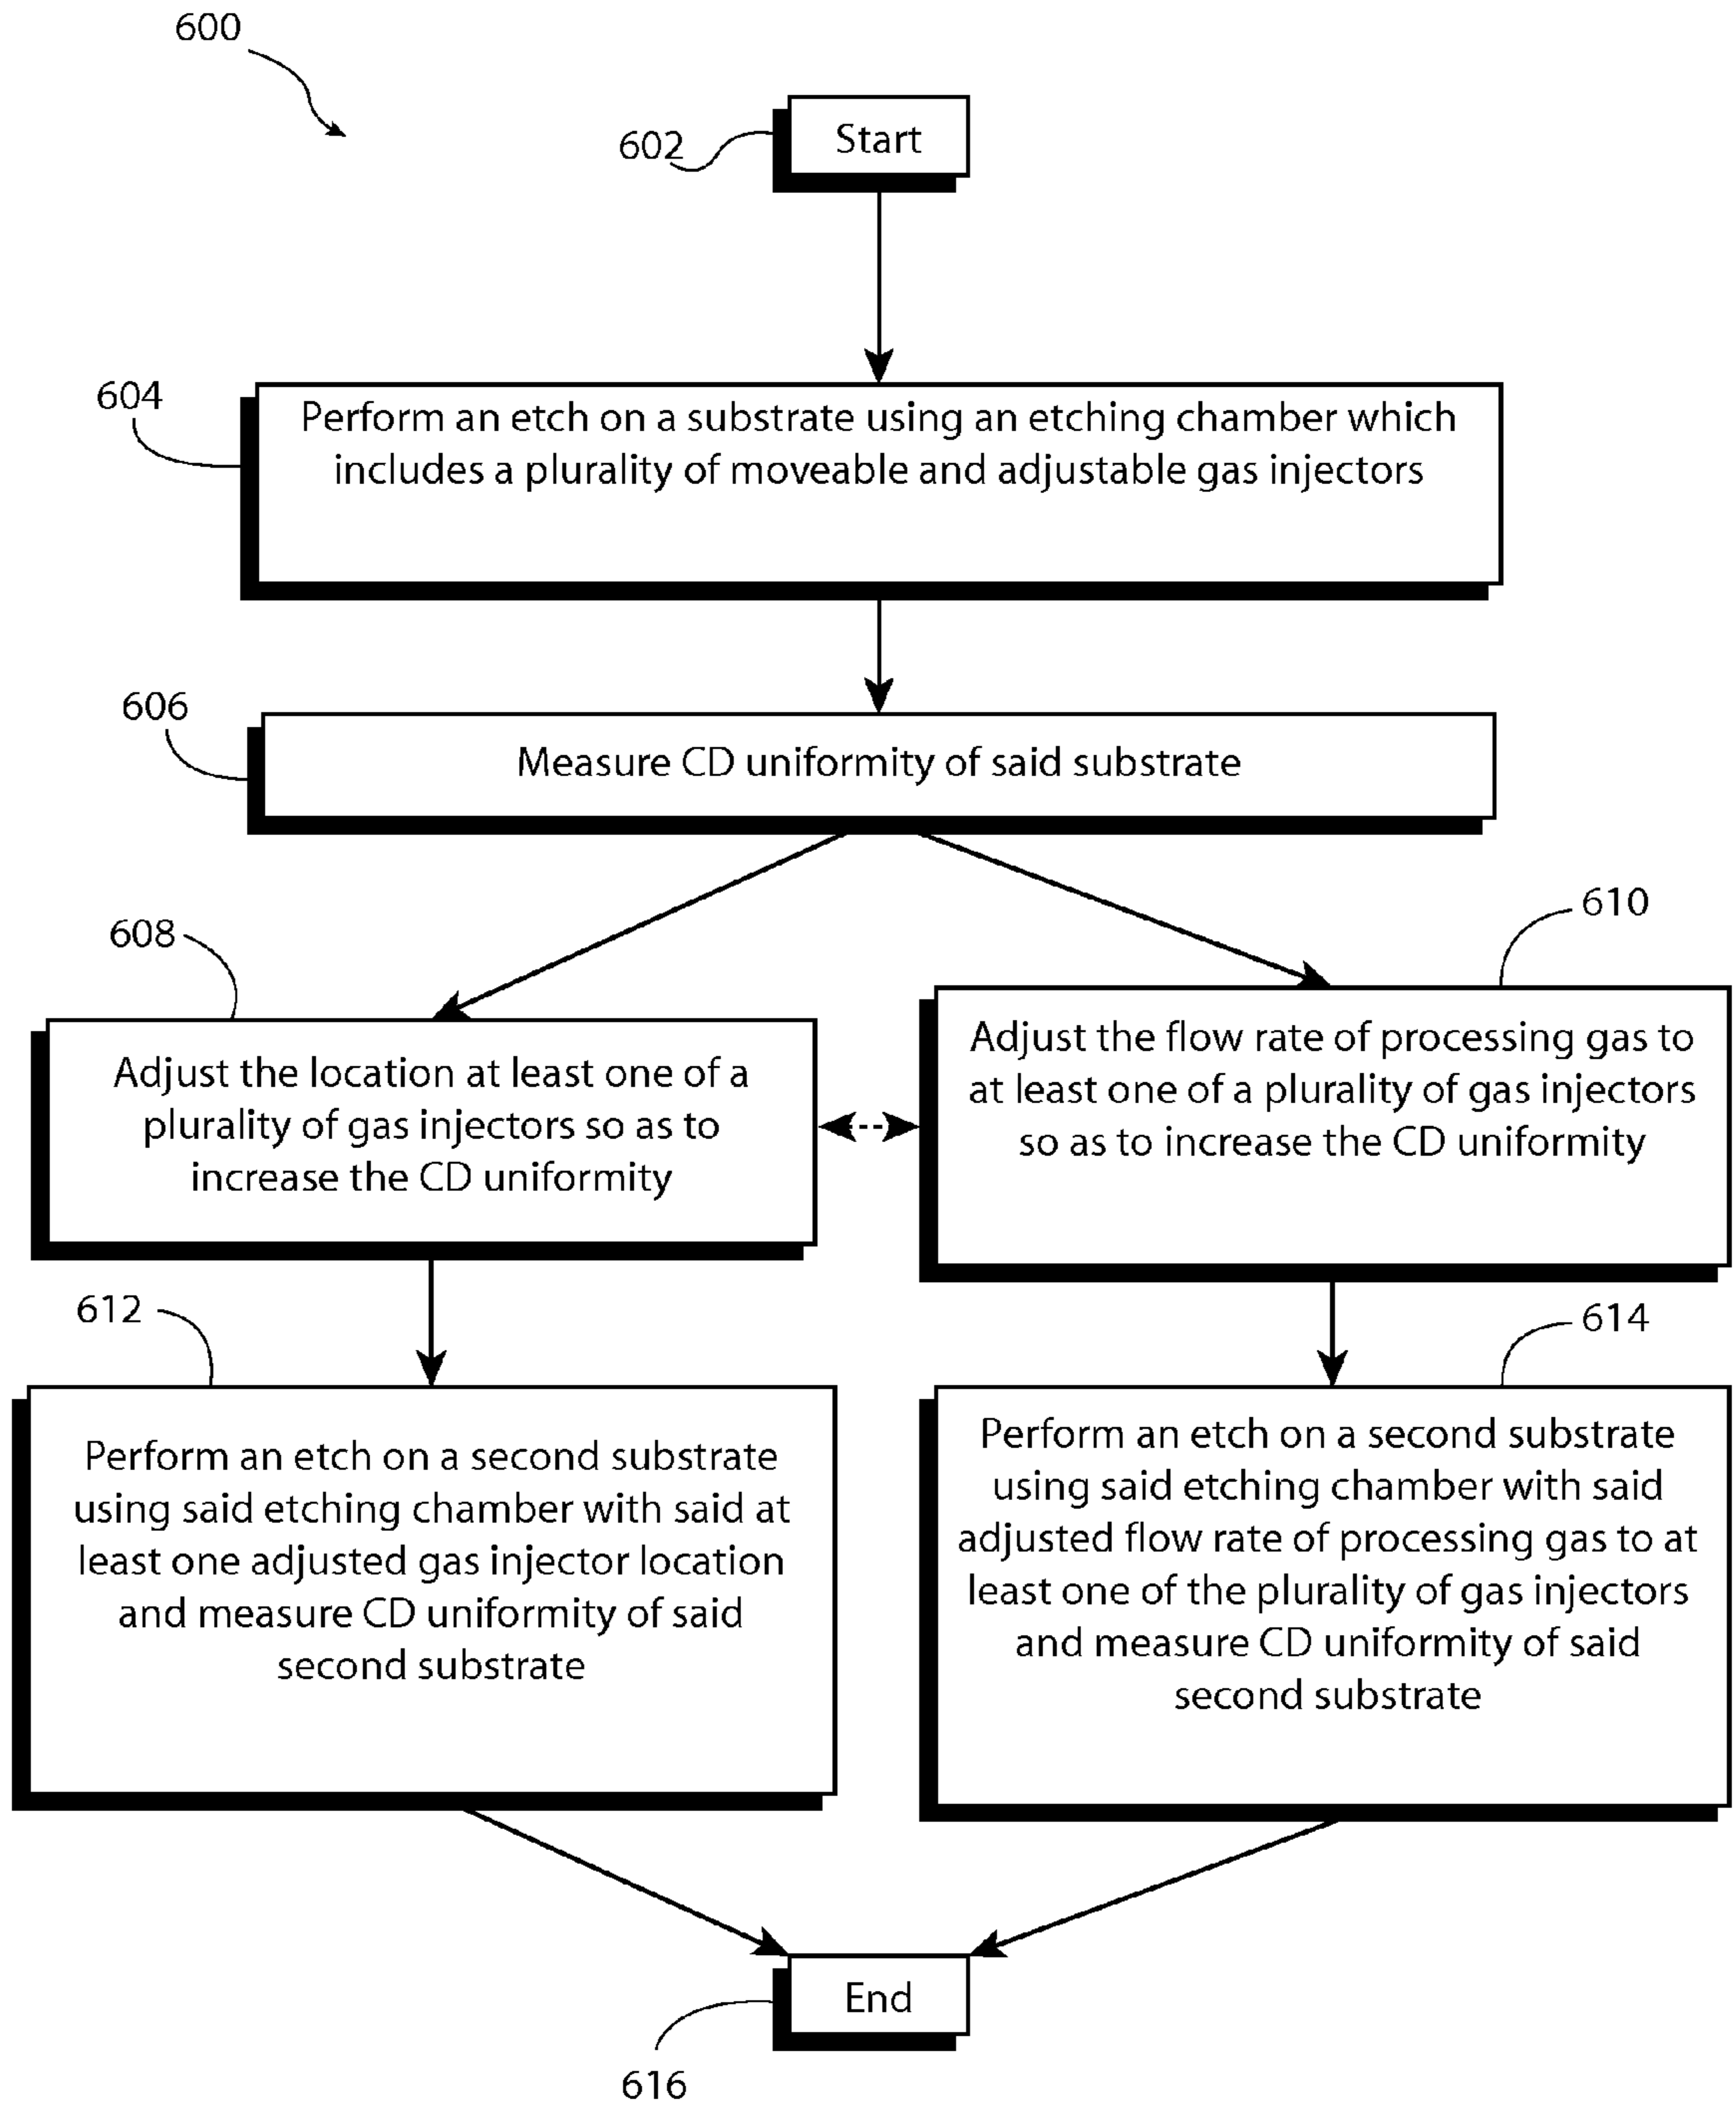 600
602
Start
604
Perform an etch on a substrate using an etching chamber which
includes a plurality of moveable and adjustable gas injectors
606
Measure CD uniformity of said substrate
608
610
Adjust the location at least one of a
plurality of gas injectors so as to
increase the CD uniformity
Adjust the flow rate of processing gas to
at least one of a plurality of gas injectors
so as to increase the CD uniformity
612
614
Perform an etch on a second substrate
using said etching chamber with said at
least one adjusted gas injector location
and measure CD uniformity of said
second substrate
Perform an etch on a second substrate
using said etching chamber with said
adjusted flow rate of processing gas to at
least one of the plurality of gas injectors
and measure CD uniformity of said
second substrate
End
616